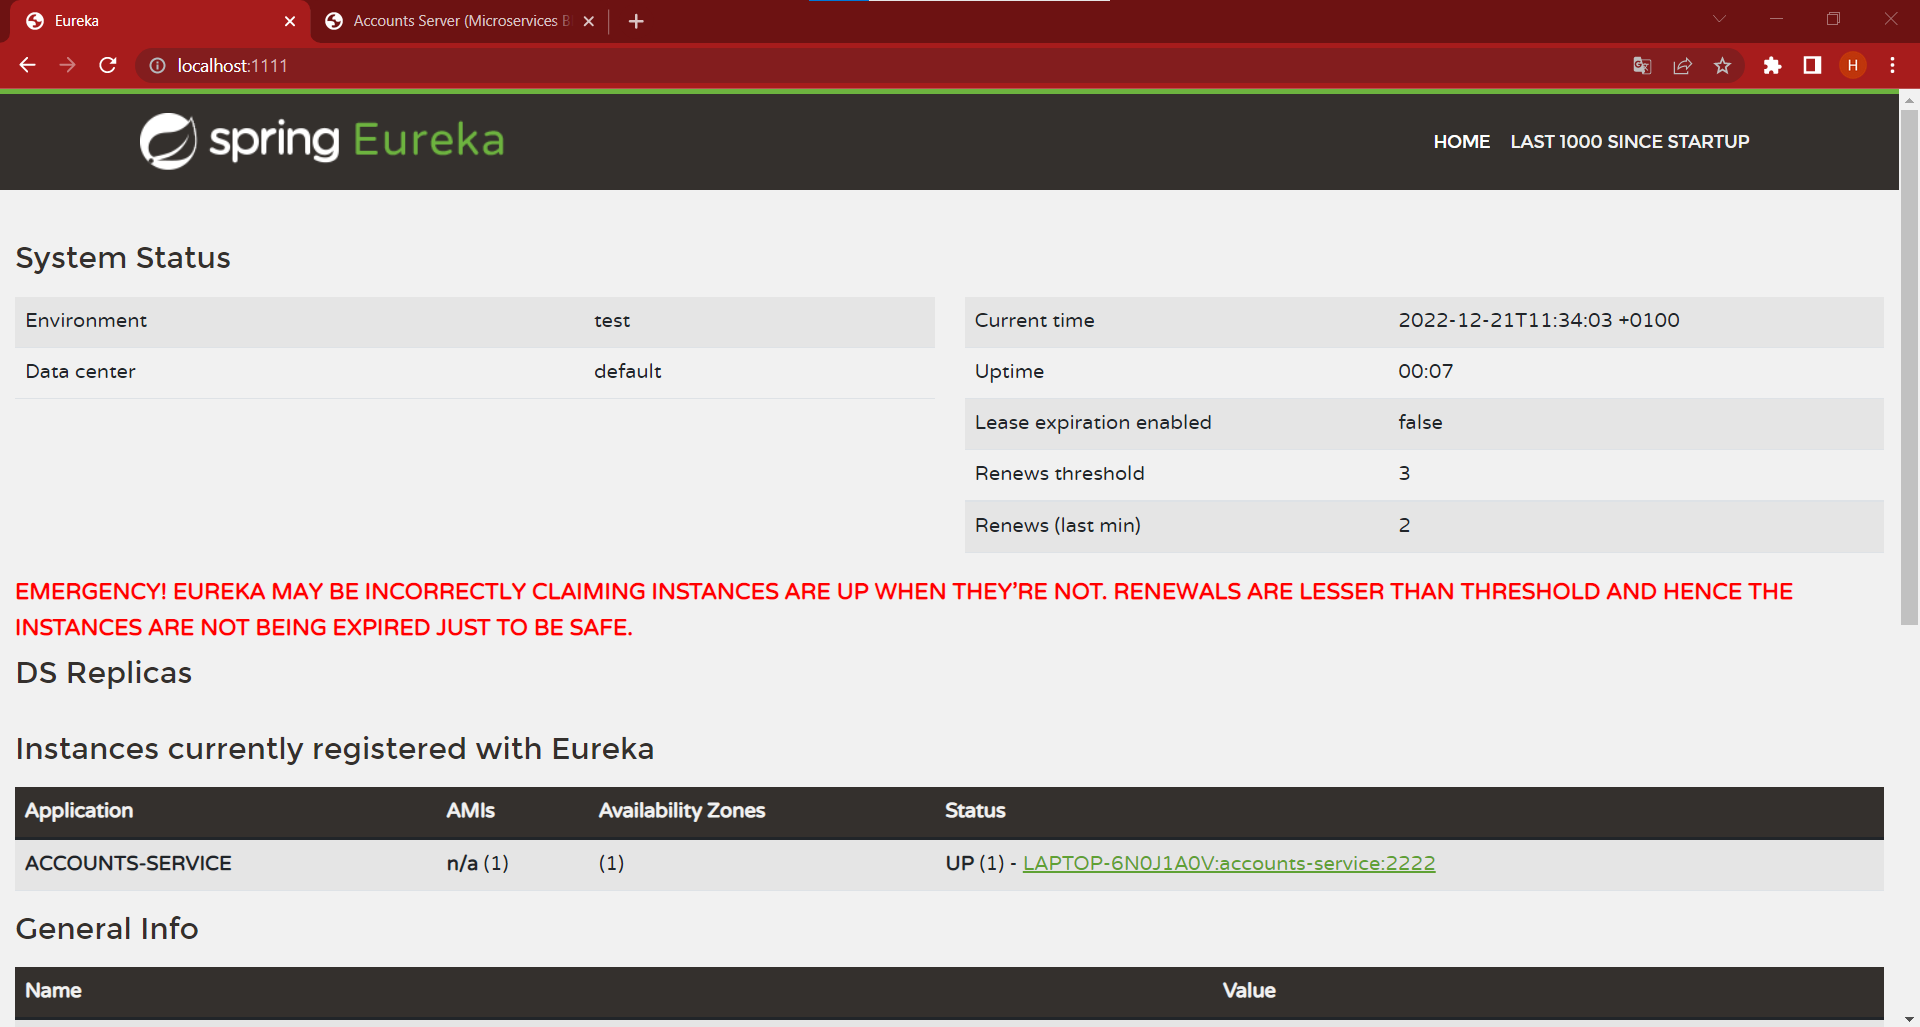 Eureka
Accounts Server (Microservices B
localhost:1111
H
spring Eureka
HOME LAST 1000 SINCE STARTUP
System Status
Environment test
Data center default
Current time 2022-12-21T11:34:03 +0100
Uptime 00:07
Lease expiration enabled false
Renews threshold 3
Renews (last min) 2
EMERGENCY! EUREKA MAY BE INCORRECTLY CLAIMING INSTANCES ARE UP WHEN THEY'RE NOT. RENEWALS ARE LESSER THAN THRESHOLD AND HENCE THE
INSTANCES ARE NOT BEING EXPIRED JUST TO BE SAFE.
DS Replicas
Instances currently registered with Eureka
Application AMIs Availability Zones Status
ACCOUNTS-SERVICE n/a (1) (1) UP (1) - LAPTOP-6N0J1A0V:accounts-service:2222
General Info
Name Value